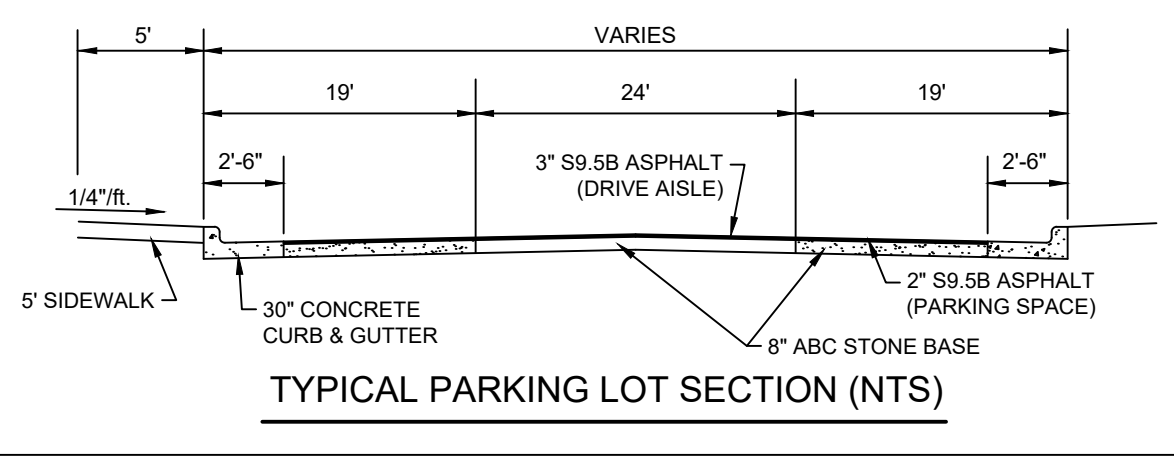 5'
VARIES
19'
24'
19'
2'-6"
3" S9.5B ASPHALT
(DRIVE AISLE)
2'-6"
1/4"/ft.
5' SIDEWALK
30" CONCRETE
CURB & GUTTER
2" S9.5B ASPHALT
(PARKING SPACE)
8" ABC STONE BASE
TYPICAL PARKING LOT SECTION (NTS)